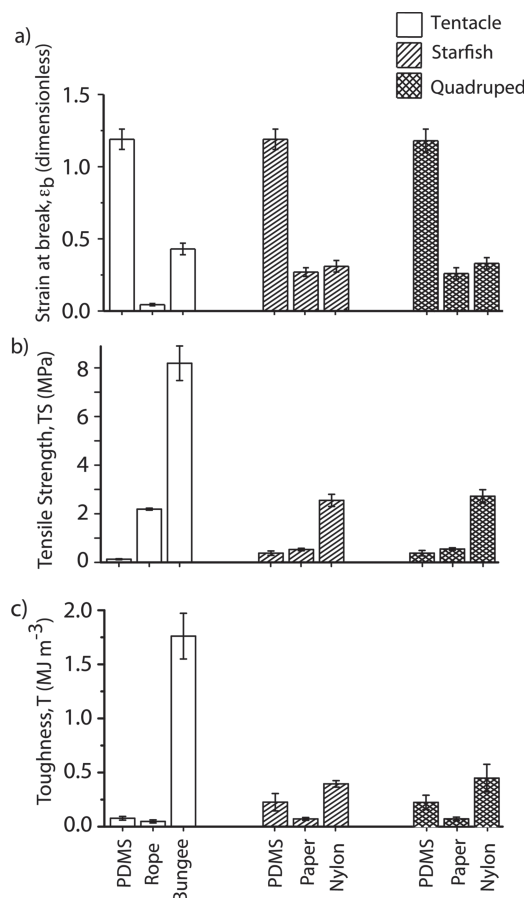 Tentacle
Starfish
Quadruped
a)
Strain at break, εb (dimensionless)
1.5
1.0
0.5
0.0
b)
Tensile Strength, TS (MPa)
8
6
4
2
0
c)
Toughness, T (MJ m-3)
2.0
1.5
1.0
0.5
0.0
PDMS
Rope
Bungee
PDMS
Paper
Nylon
PDMS
Paper
Nylon